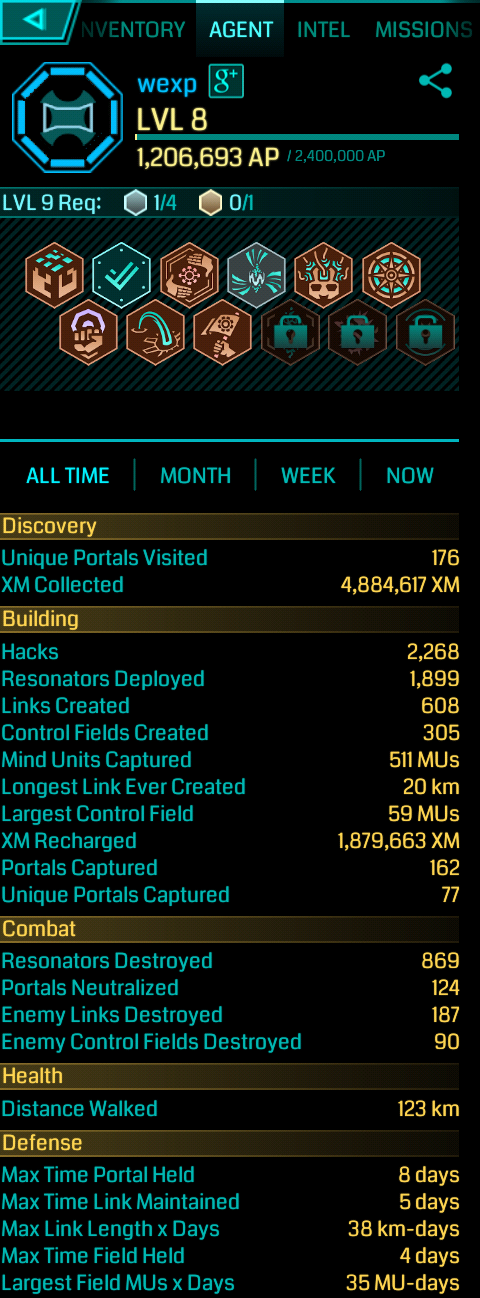 NVENTORY AGENT INTEL MISSIONS
wexp g+
LVL 8
1,206,693 AP / 2,400,000 AP
LVL 9 Req: 1/4 0/1
ALL TIME MONTH WEEK NOW
Discovery
Unique Portals Visited 176
XM Collected 4,884,617 XM
Building
Hacks 2,268
Resonators Deployed 1,899
Links Created 608
Control Fields Created 305
Mind Units Captured 511 MUs
Longest Link Ever Created 20 km
Largest Control Field 59 MUs
XM Recharged 1,879,663 XM
Portals Captured 162
Unique Portals Captured 77
Combat
Resonators Destroyed 869
Portals Neutralized 124
Enemy Links Destroyed 187
Enemy Control Fields Destroyed 90
Health
Distance Walked 123 km
Defense
Max Time Portal Held 8 days
Max Time Link Maintained 5 days
Max Link Length x Days 38 km-days
Max Time Field Held 4 days
Largest Field MUs x Days 35 MU-days